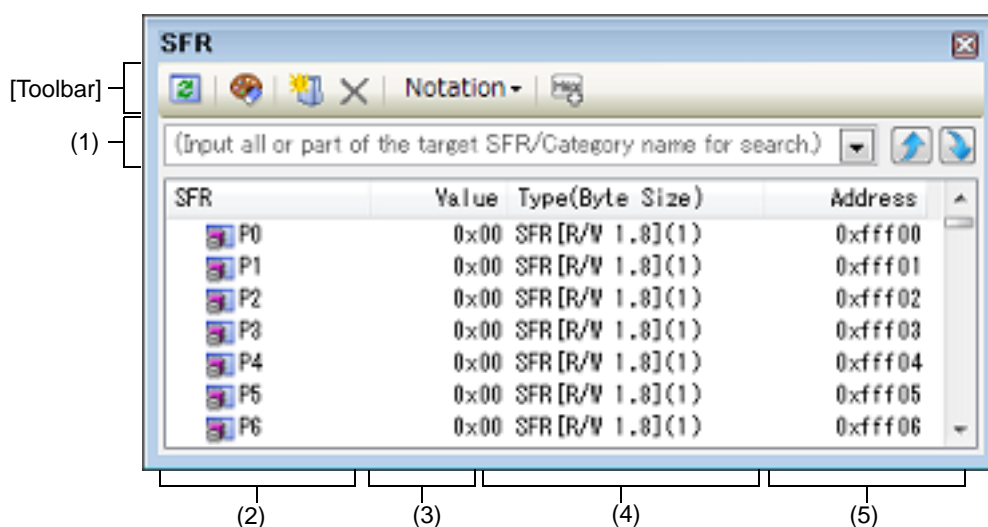 SFR
[Toolbar]
Notation
Hex
(1)
(Input all or part of the target SFR/Category name for search.)
SFR Value Type(Byte Size) Address
P0 0x00 SFR[R/W 1.8](1) 0xfff00
P1 0x00 SFR[R/W 1.8](1) 0xfff01
P2 0x00 SFR[R/W 1.8](1) 0xfff02
P3 0x00 SFR[R/W 1.8](1) 0xfff03
P4 0x00 SFR[R/W 1.8](1) 0xfff04
P5 0x00 SFR[R/W 1.8](1) 0xfff05
P6 0x00 SFR[R/W 1.8](1) 0xfff06
(2) (3) (4) (5)